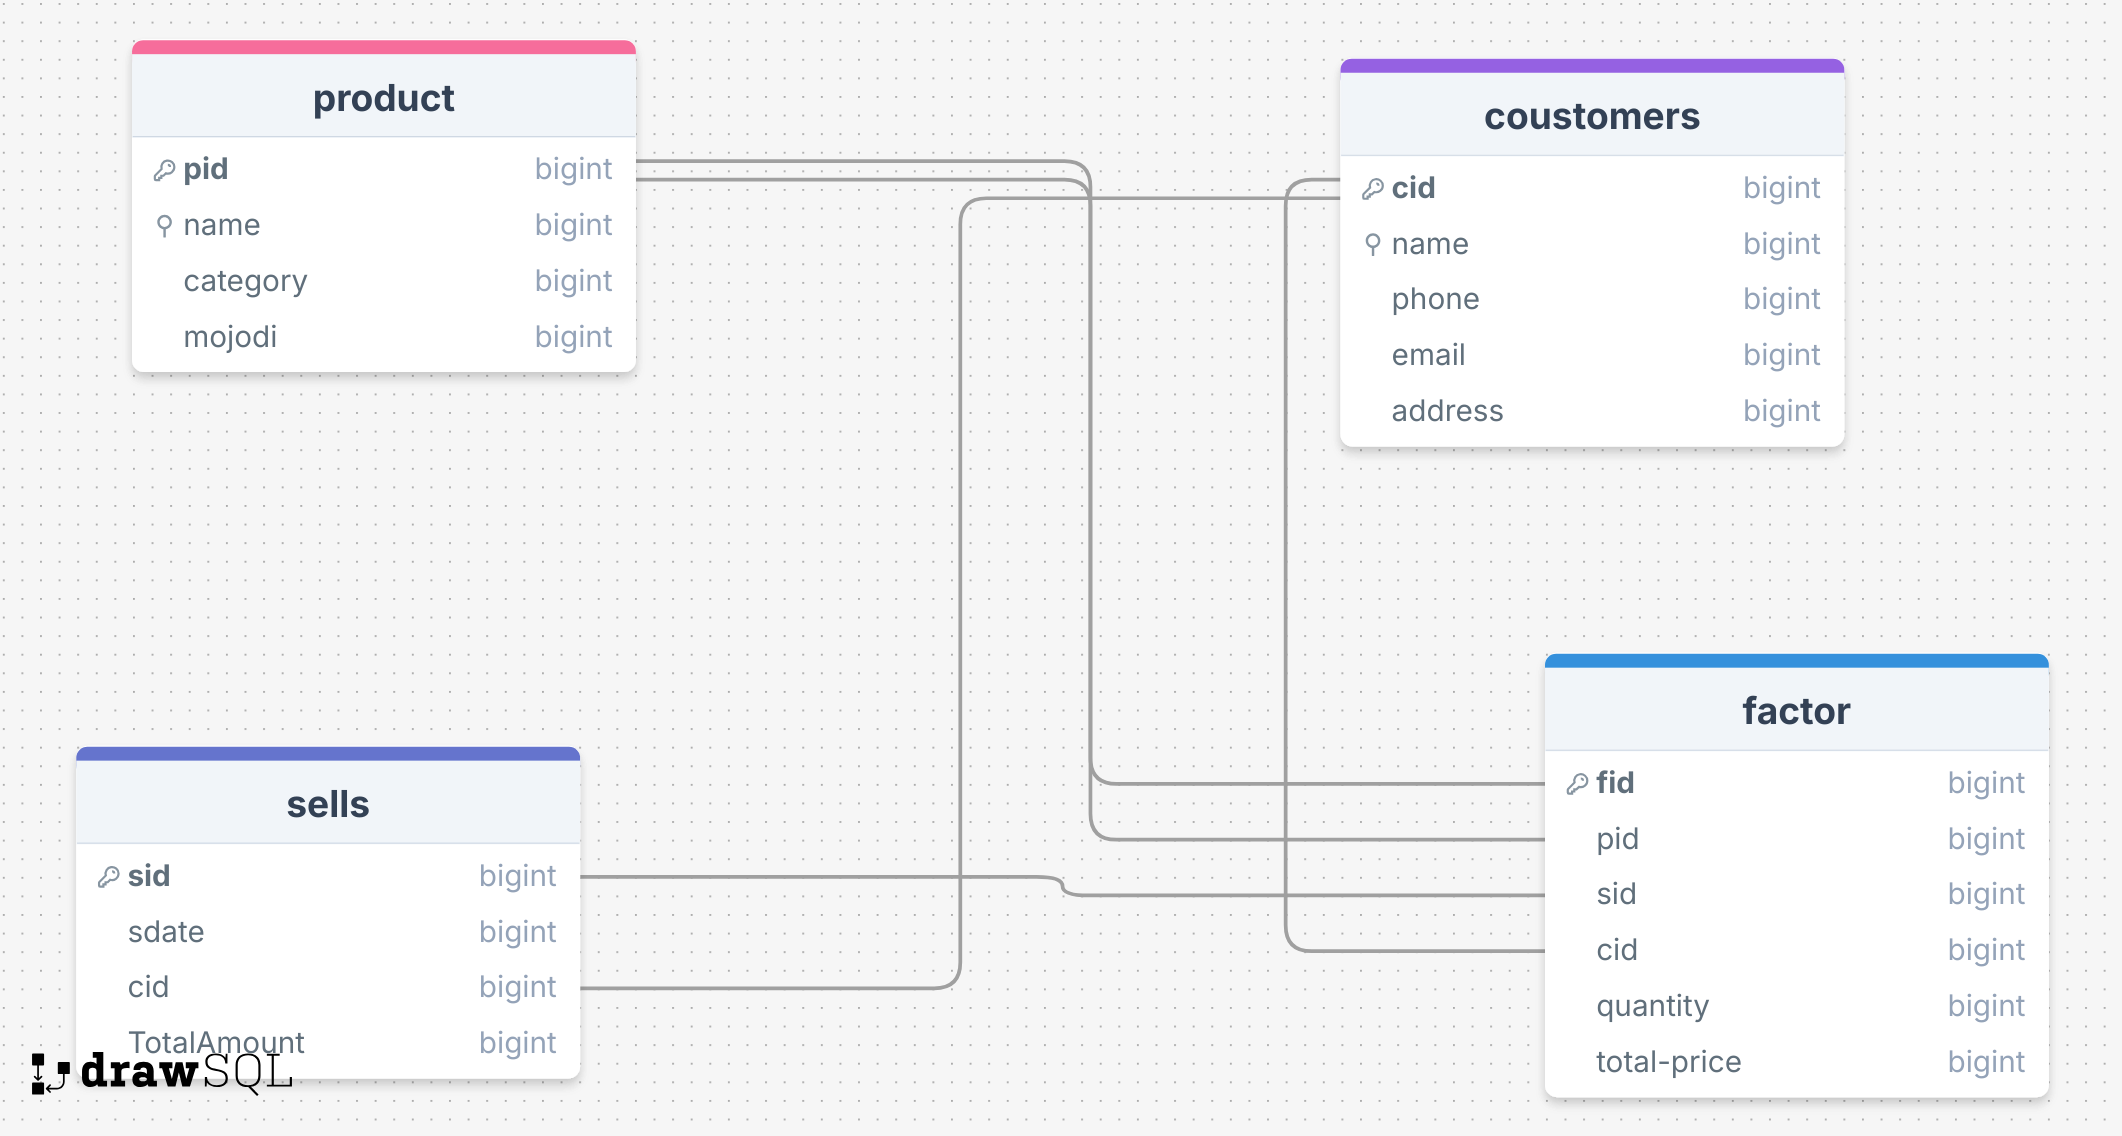 product
pid bigint
name bigint
category bigint
mojodi bigint
coustomers
cid bigint
name bigint
phone bigint
email bigint
address bigint
sells
sid bigint
sdate bigint
cid bigint
TotalAmount bigint
factor
fid bigint
pid bigint
sid bigint
cid bigint
quantity bigint
total-price bigint
drawSQL